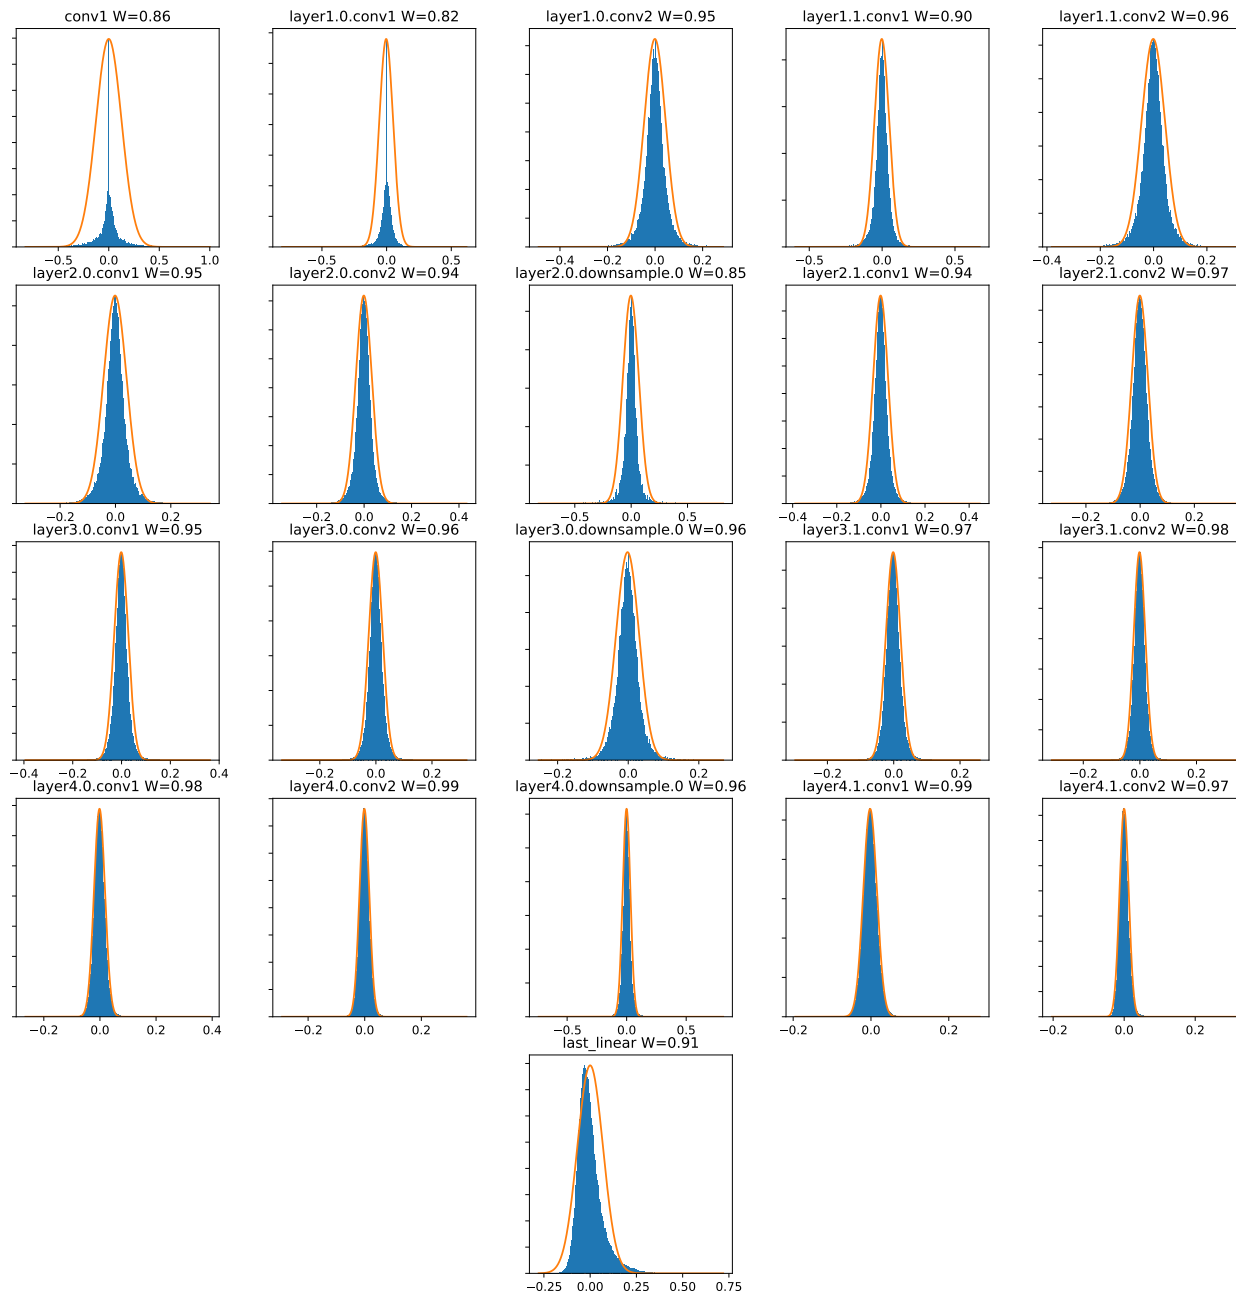 conv1 W=0.86 layer1.0.conv1 W=0.82 layer1.0.conv2 W=0.95 layer1.1.conv1 W=0.90 layer1.1.conv2 W=0.96
−0.5 0.0 0.5 1.0 −0.5 0.0 0.5 −0.4 −0.2 0.0 0.2 −0.5 0.0 0.5 −0.4 −0.2 0.0 0.2
layer2.0.conv1 W=0.95 layer2.0.conv2 W=0.94 layer2.0.downsample.0 W=0.85 layer2.1.conv1 W=0.94 layer2.1.conv2 W=0.97
−0.2 0.0 0.2 −0.2 0.0 0.2 0.4 −0.5 0.0 0.5 −0.4 −0.2 0.0 0.2 0.4 −0.2 0.0 0.2
layer3.0.conv1 W=0.95 layer3.0.conv2 W=0.96 layer3.0.downsample.0 W=0.96 layer3.1.conv1 W=0.97 layer3.1.conv2 W=0.98
−0.4 −0.2 0.0 0.2 0.4 −0.2 0.0 0.2 −0.2 0.0 0.2 −0.2 0.0 0.2 −0.2 0.0 0.2
layer4.0.conv1 W=0.98 layer4.0.conv2 W=0.99 layer4.0.downsample.0 W=0.96 layer4.1.conv1 W=0.99 layer4.1.conv2 W=0.97
−0.2 0.0 0.2 0.4 −0.2 0.0 0.2 −0.5 0.0 0.5 −0.2 0.0 0.2 −0.2 0.0 0.2
last_linear W=0.91
−0.25 0.00 0.25 0.50 0.75